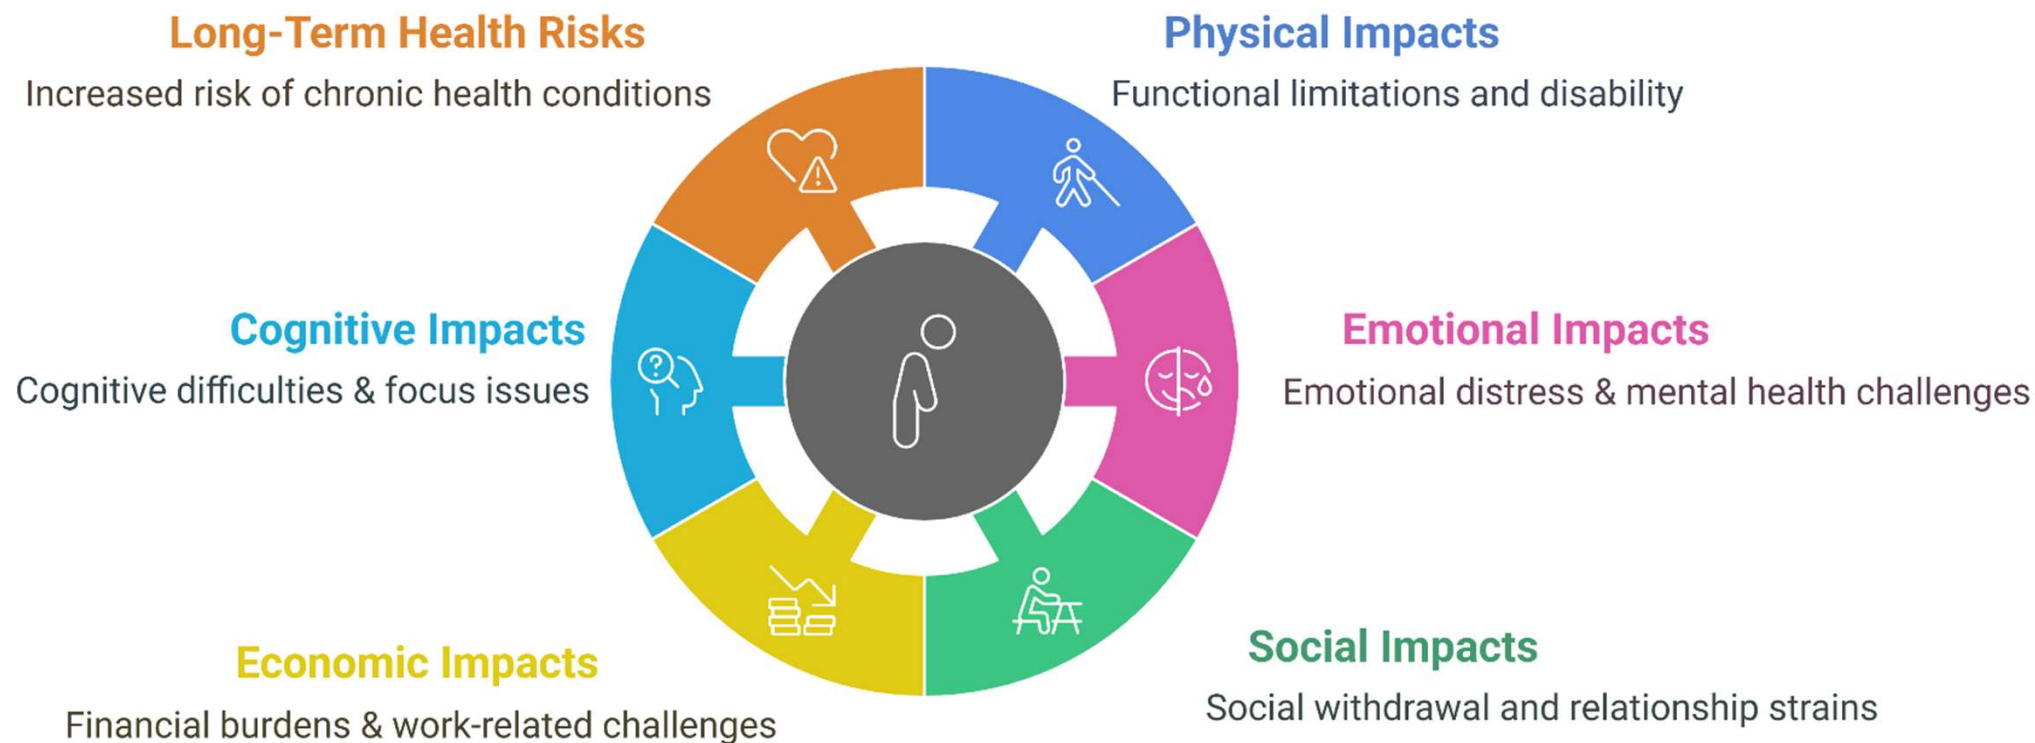 Long-Term Health Risks
Increased risk of chronic health conditions
Physical Impacts
Functional limitations and disability
Cognitive Impacts
Cognitive difficulties & focus issues
?
Emotional Impacts
Emotional distress & mental health challenges
Economic Impacts
Financial burdens & work-related challenges
Social Impacts
Social withdrawal and relationship strains